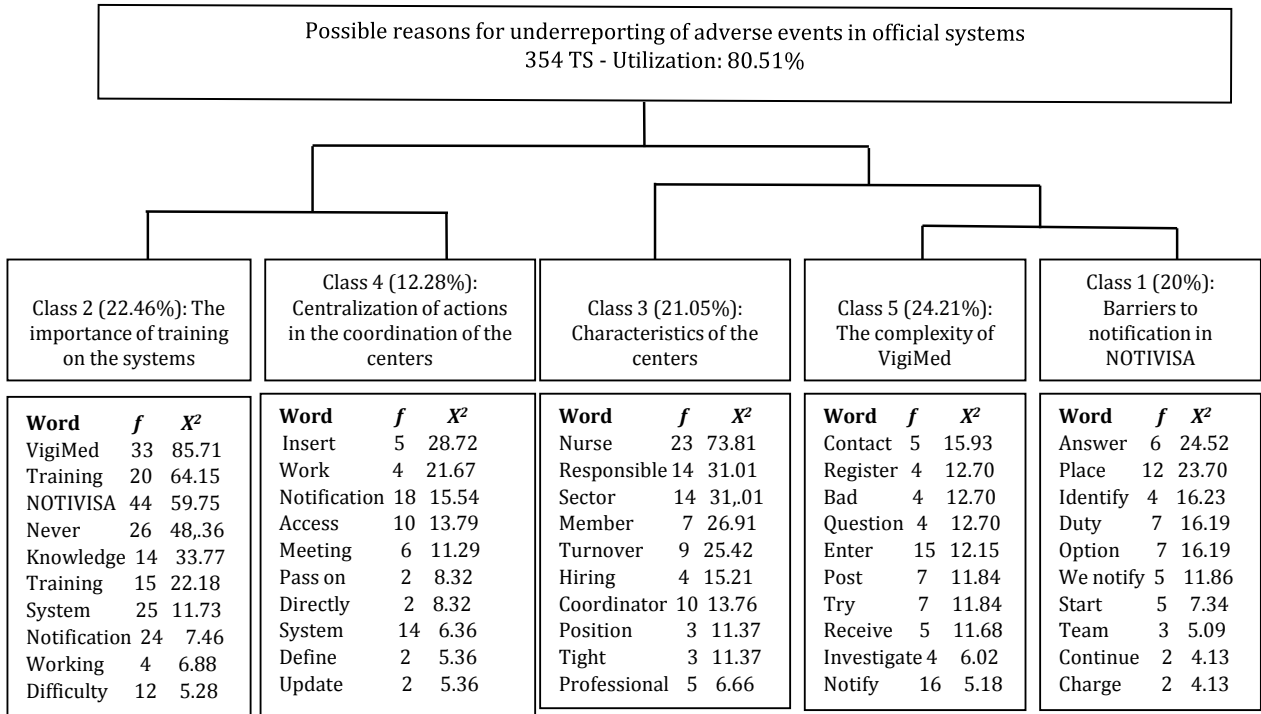 Possible reasons for underreporting of adverse events in official systems
354 TS - Utilization: 80.51%
Class 2 (22.46%): The
importance of training
on the systems
Class 4 (12.28%):
Centralization of actions
in the coordination of the
centers
Class 3 (21.05%):
Characteristics of the
centers
Class 5 (24.21%):
The complexity of
VigiMed
Class 1 (20%):
Barriers to
notification in
NOTIVISA
Word f X²
VigiMed 33 85.71
Training 20 64.15
NOTIVISA 44 59.75
Never 26 48,.36
Knowledge 14 33.77
Training 15 22.18
System 25 11.73
Notification 24 7.46
Working 4 6.88
Difficulty 12 5.28
Word f X²
Insert 5 28.72
Work 4 21.67
Notification 18 15.54
Access 10 13.79
Meeting 6 11.29
Pass on 2 8.32
Directly 2 8.32
System 14 6.36
Define 2 5.36
Update 2 5.36
Word f X²
Nurse 23 73.81
Responsible 14 31.01
Sector 14 31,.01
Member 7 26.91
Turnover 9 25.42
Hiring 4 15.21
Coordinator 10 13.76
Position 3 11.37
Tight 3 11.37
Professional 5 6.66
Word f X²
Contact 5 15.93
Register 4 12.70
Bad 4 12.70
Question 4 12.70
Enter 15 12.15
Post 7 11.84
Try 7 11.84
Receive 5 11.68
Investigate 4 6.02
Notify 16 5.18
Word f X²
Answer 6 24.52
Place 12 23.70
Identify 4 16.23
Duty 7 16.19
Option 7 16.19
We notify 5 11.86
Start 5 7.34
Team 3 5.09
Continue 2 4.13
Charge 2 4.13